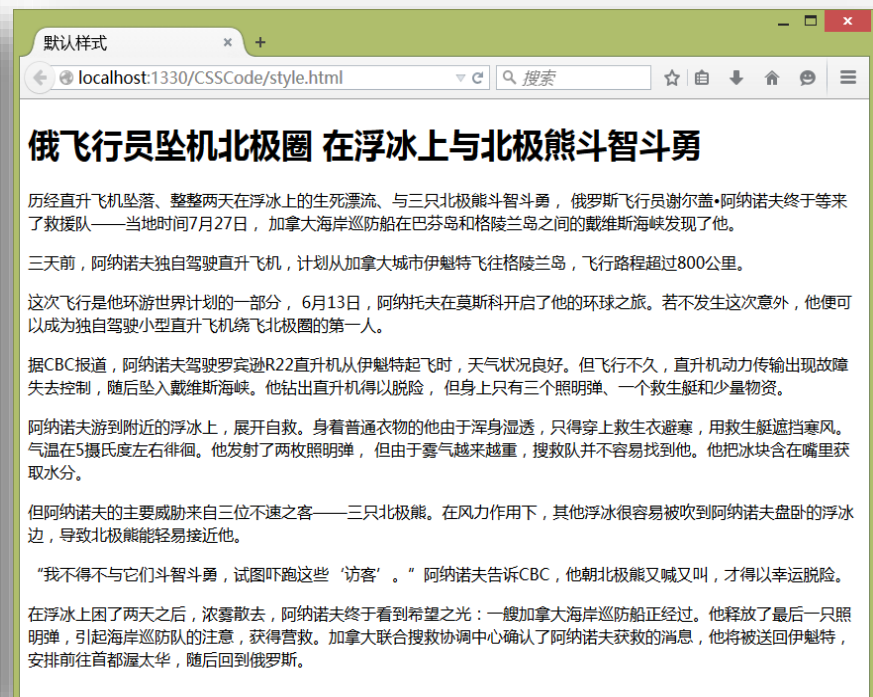 默认样式
localhost:1330/CSSCode/style.html
搜索
俄飞行员坠机北极圈 在浮冰上与北极熊斗智斗勇
历经直升飞机坠落、整整两天在浮冰上的生死漂流、与三只北极熊斗智斗勇， 俄罗斯飞行员谢尔盖•阿纳诺夫终于等来
了救援队——当地时间7月27日， 加拿大海岸巡防船在巴芬岛和格陵兰岛之间的戴维斯海峡发现了他。
三天前，阿纳诺夫独自驾驶直升飞机，计划从加拿大城市伊魁特飞往格陵兰岛，飞行路程超过800公里。
这次飞行是他环游世界计划的一部分， 6月13日，阿纳托夫在莫斯科开启了他的环球之旅。若不发生这次意外，他便可
以成为独自驾驶小型直升飞机绕飞北极圈的第一人。
据CBC报道，阿纳诺夫驾驶罗宾逊R22直升机从伊魁特起飞时，天气状况良好。但飞行不久，直升机动力传输出现故障
失去控制，随后坠入戴维斯海峡。他钻出直升机得以脱险， 但身上只有三个照明弹、一个救生艇和少量物资。
阿纳诺夫游到附近的浮冰上，展开自救。身着普通衣物的他由于浑身湿透，只得穿上救生衣避寒，用救生艇遮挡寒风。
气温在5摄氏度左右徘徊。他发射了两枚照明弹， 但由于雾气越来越重，搜救队并不容易找到他。他把冰块含在嘴里获
取水分。
但阿纳诺夫的主要威胁来自三位不速之客——三只北极熊。在风力作用下，其他浮冰很容易被吹到阿纳诺夫盘卧的浮冰
边，导致北极熊能轻易接近他。
“我不得不与它们斗智斗勇，试图吓跑这些‘访客’。”阿纳诺夫告诉CBC，他朝北极熊又喊又叫，才得以幸运脱险。
在浮冰上困了两天之后，浓雾散去，阿纳诺夫终于看到希望之光：一艘加拿大海岸巡防船正经过。他释放了最后一只照
明弹，引起海岸巡防队的注意，获得营救。加拿大联合搜救协调中心确认了阿纳诺夫获救的消息，他将被送回伊魁特，
安排前往首都渥太华，随后回到俄罗斯。